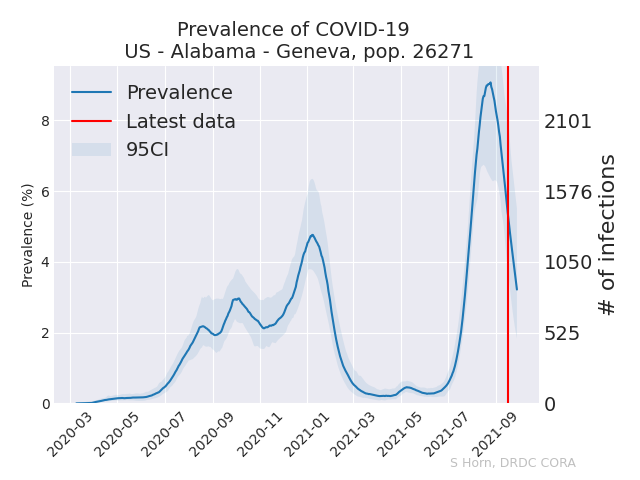 Prevalence of COVID-19
US - Alabama - Geneva, pop. 26271
Prevalence
Latest data
95CI
Prevalence (%)
8
6
4
2
0
2101
1576
1050
525
0
# of infections
2020-03
2020-05
2020-07
2020-09
2020-11
2021-01
2021-03
2021-05
2021-07
2021-09
S Horn, DRDC CORA